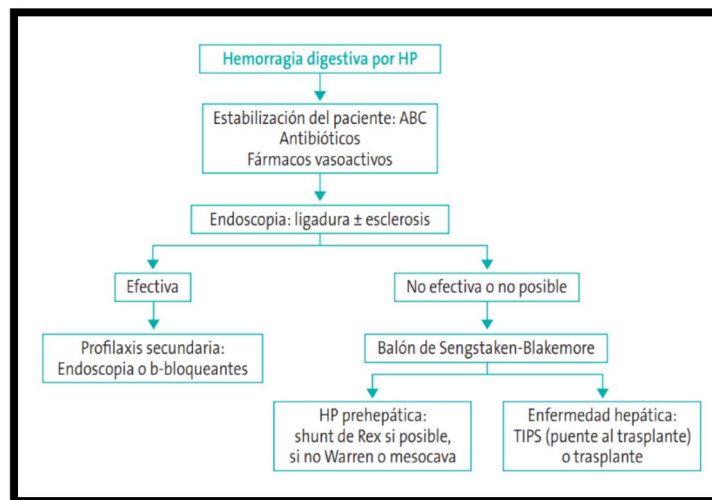 Hemorragia digestiva por HP
Estabilización del paciente: ABC
Antibióticos
Fármacos vasoactivos
Endoscopia: ligadura ± esclerosis
Efectiva
No efectiva o no posible
Profilaxis secundaria:
Endoscopia o b-bloqueantes
Balón de Sengstaken-Blakemore
HP prehepática:
shunt de Rex si posible,
si no Warren o mesocava
Enfermedad hepática:
TIPS (puente al trasplante)
o trasplante